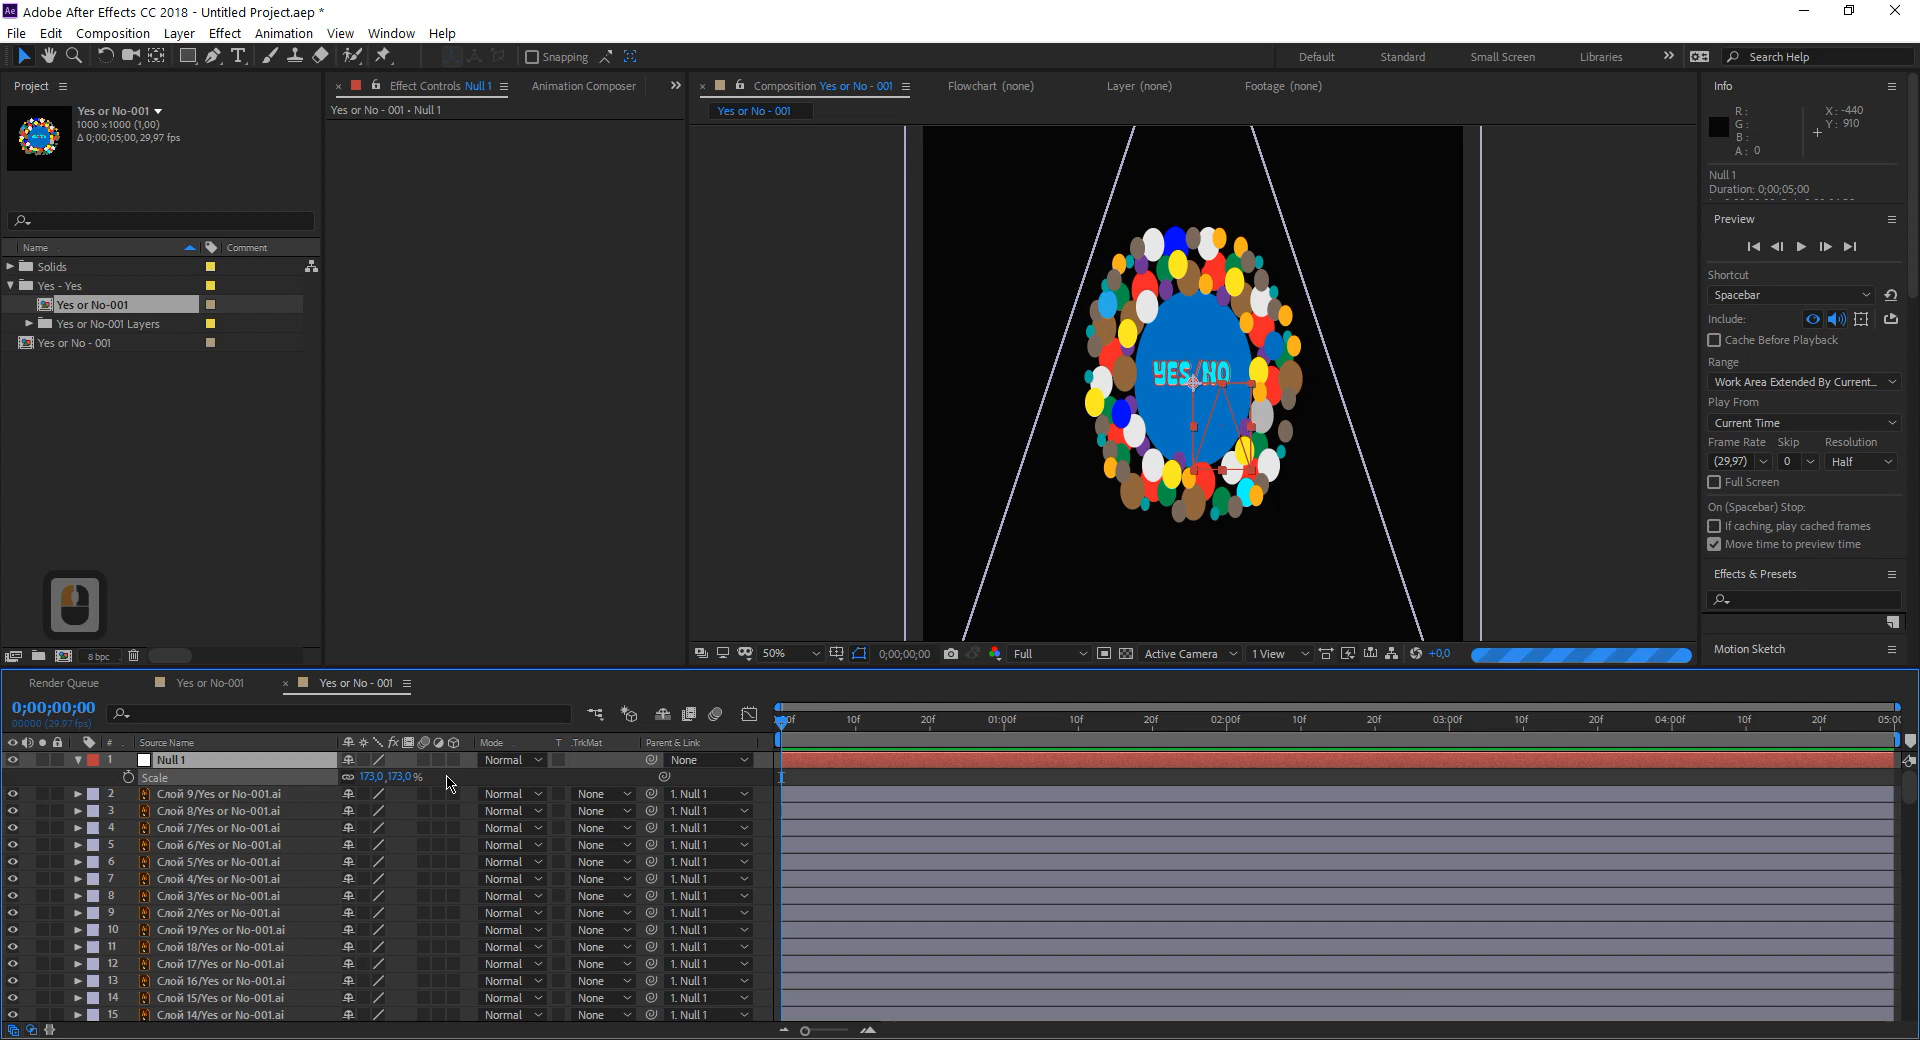 Adobe After Effects CC 2018 - Untitled Project.aep *
File Edit Composition Layer Effect Animation View Window Help
Snapping
Default Standard Small Screen Libraries Search Help
Project
Yes or No-001
1000 x 1000 (1,00)
Δ 0;00;05;00, 29,97 fps
Name Comment
Solids
Yes - Yes
Yes or No-001
Yes or No-001 Layers
Yes or No - 001
8 bpc
Effect Controls Null 1 Animation Composer
Yes or No - 001 • Null 1
Composition Yes or No - 001 Flowchart (none) Layer (none) Footage (none)
Yes or No - 001
YES NO
50% 0;00;00;00 Full Active Camera 1 View +0,0
Info
R : X : -440
G : Y : 910
B :
A : 0
Null 1
Duration: 0;00;05;00
Preview
Shortcut
Spacebar
Include:
Cache Before Playback
Range
Work Area Extended By Current...
Play From
Current Time
Frame Rate Skip Resolution
(29,97) 0 Half
Full Screen
On (Spacebar) Stop:
If caching, play cached frames
Move time to preview time
Effects & Presets
Motion Sketch
Render Queue Yes or No-001 Yes or No - 001
0;00;00;00
00000 (29.97 fps)
:00f 10f 20f 01:00f 10f 20f 02:00f 10f 20f 03:00f 10f 20f 04:00f 10f 20f 05:00
# Source Name Mode T .TrkMat Parent & Link
1 Null 1 Normal None
Scale 173,0 ,173,0 %
2 Слой 9/Yes or No-001.ai Normal None 1. Null 1
3 Слой 8/Yes or No-001.ai Normal None 1. Null 1
4 Слой 7/Yes or No-001.ai Normal None 1. Null 1
5 Слой 6/Yes or No-001.ai Normal None 1. Null 1
6 Слой 5/Yes or No-001.ai Normal None 1. Null 1
7 Слой 4/Yes or No-001.ai Normal None 1. Null 1
8 Слой 3/Yes or No-001.ai Normal None 1. Null 1
9 Слой 2/Yes or No-001.ai Normal None 1. Null 1
10 Слой 19/Yes or No-001.ai Normal None 1. Null 1
11 Слой 18/Yes or No-001.ai Normal None 1. Null 1
12 Слой 17/Yes or No-001.ai Normal None 1. Null 1
13 Слой 16/Yes or No-001.ai Normal None 1. Null 1
14 Слой 15/Yes or No-001.ai Normal None 1. Null 1
15 Слой 14/Yes or No-001.ai Normal None 1. Null 1